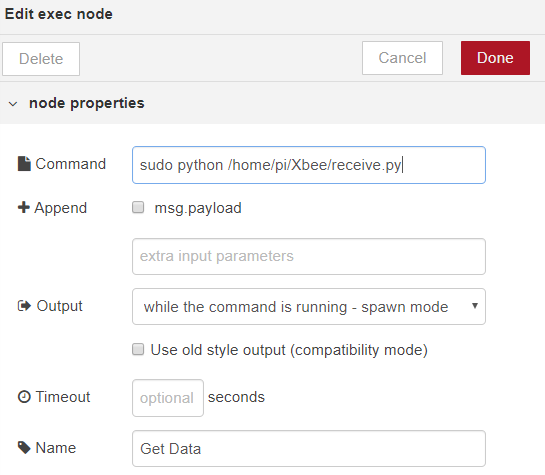 Edit exec node
Delete
Cancel
Done
node properties
Command
sudo python /home/pi/Xbee/receive.py
Append
msg.payload
extra input parameters
Output
while the command is running - spawn mode
Use old style output (compatibility mode)
Timeout
optional
seconds
Name
Get Data